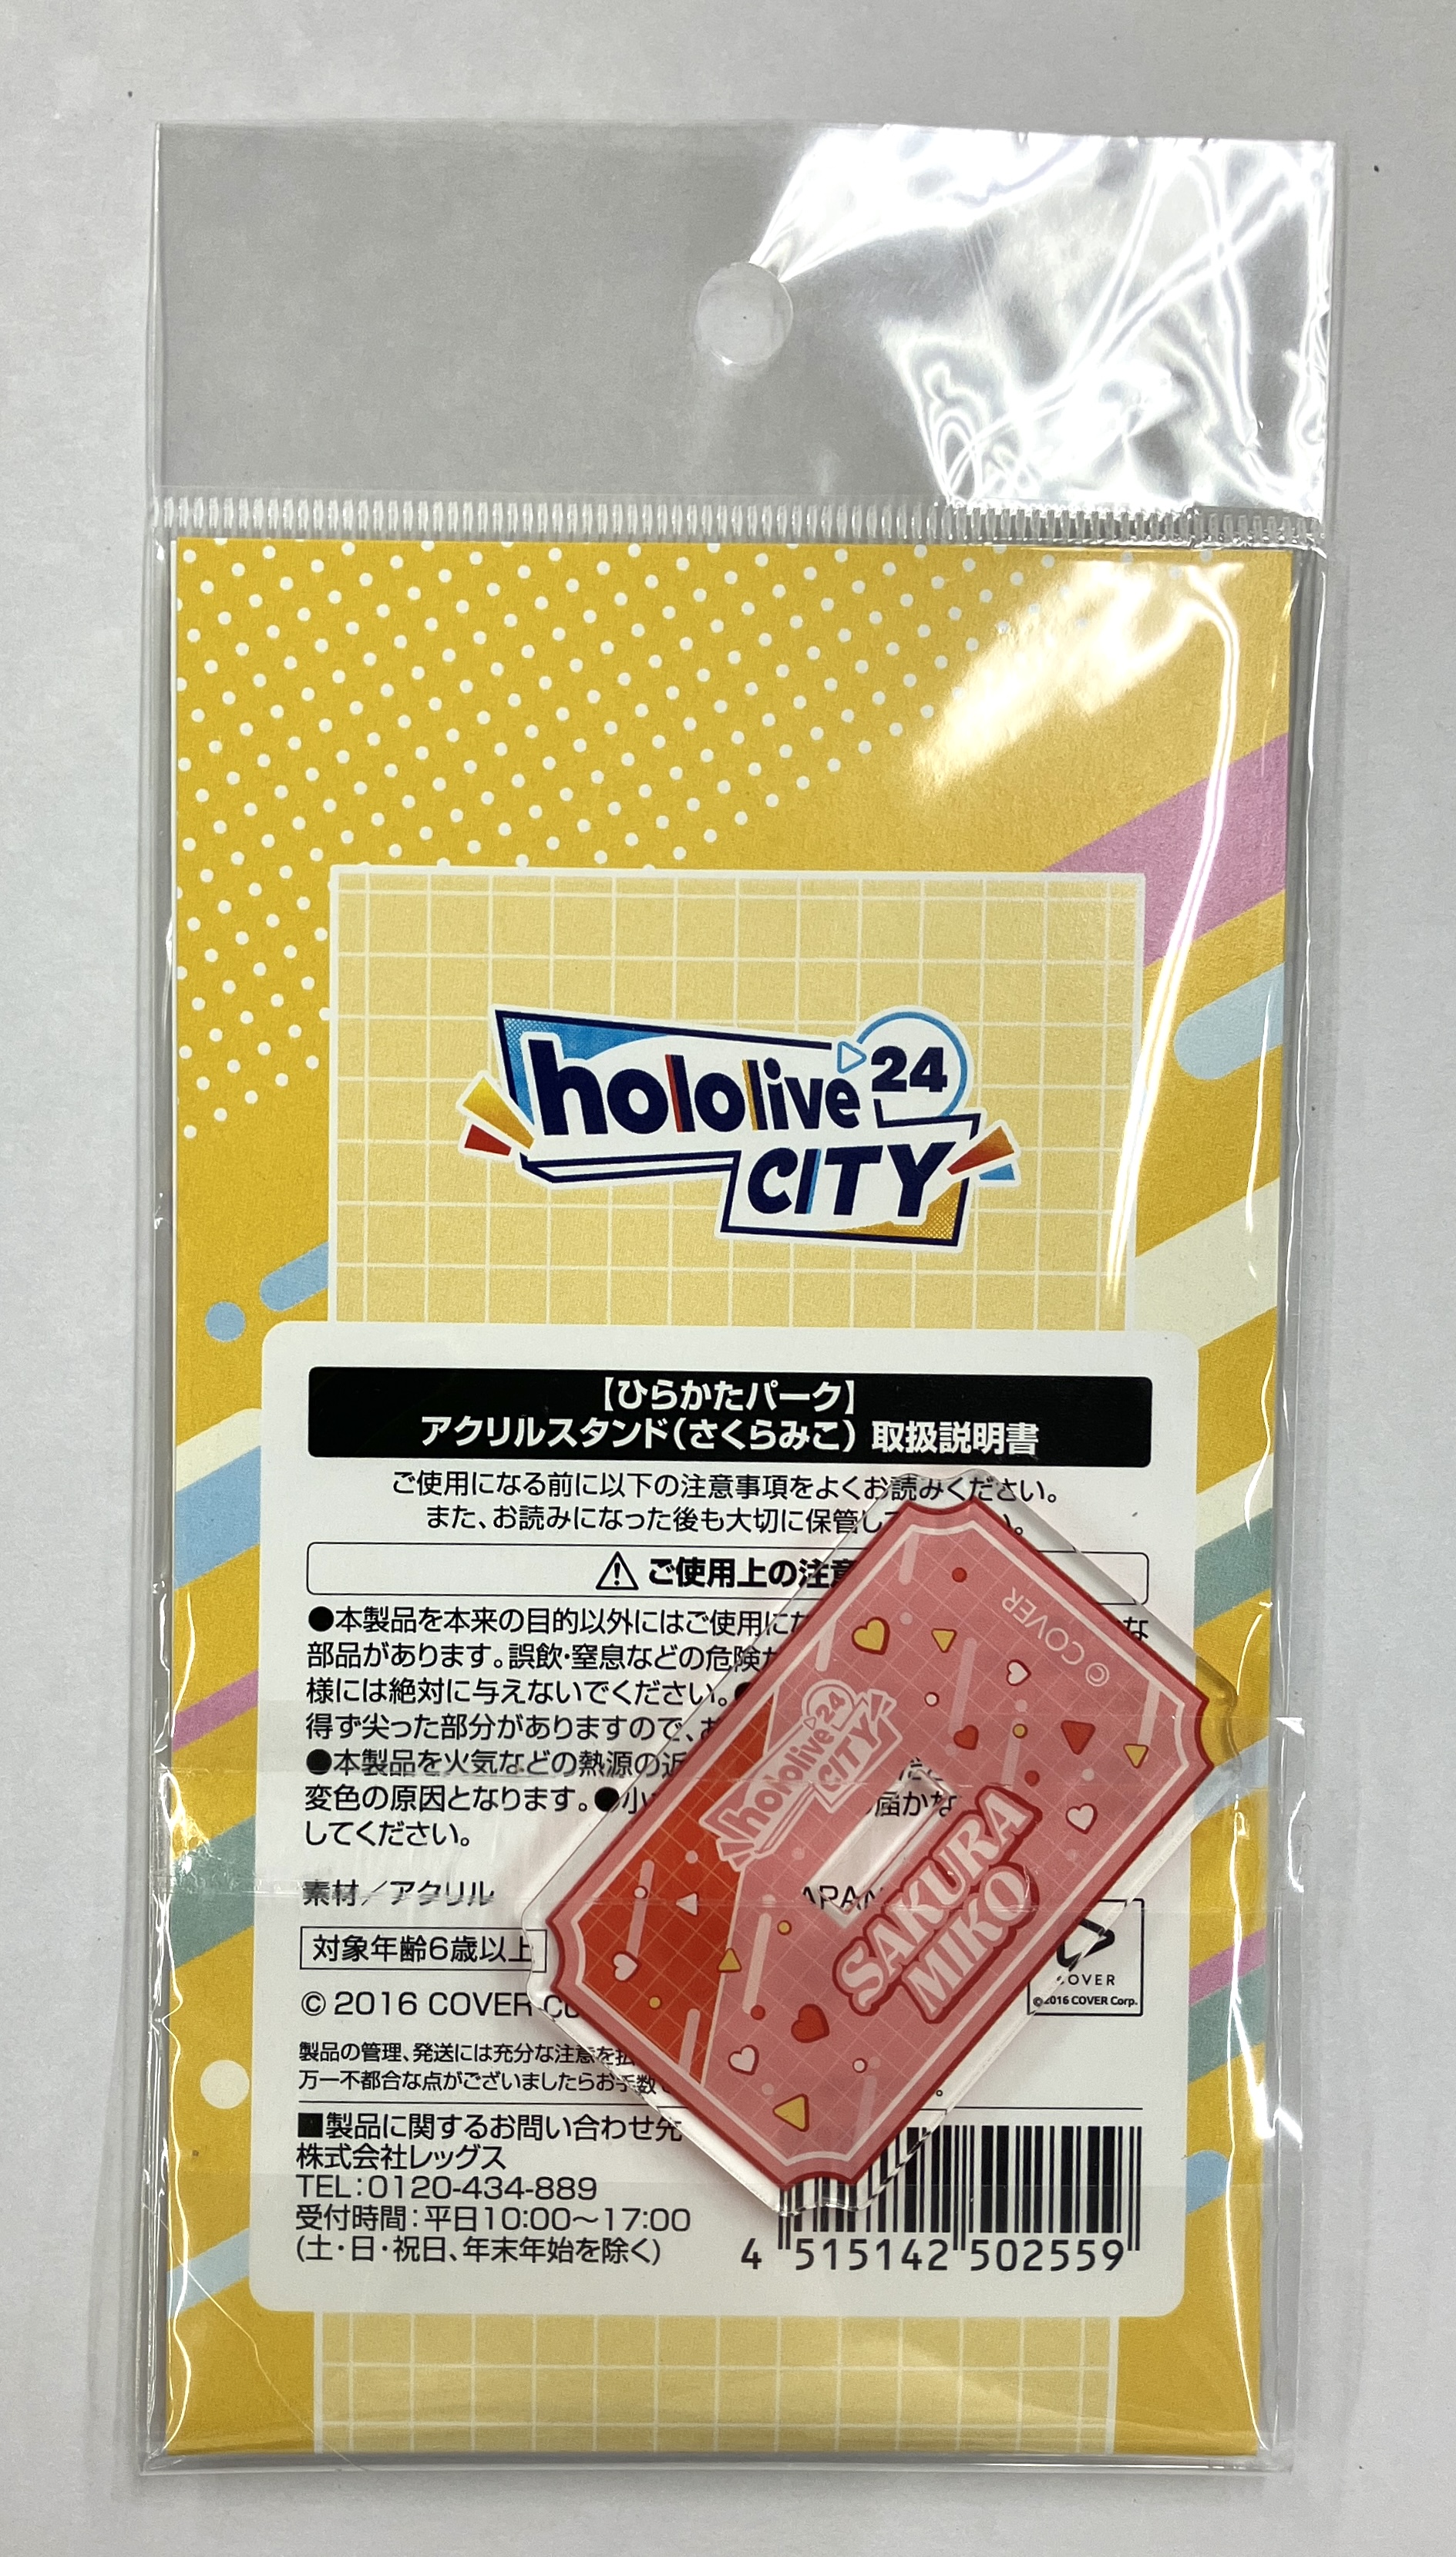 hololive 24
CITY
【ひらかたパーク】
アクリルスタンド(さくらみこ) 取扱説明書
ご使用になる前に以下の注意事項をよくお読みください。
また、お読みになった後も大切に保管し
ご使用上の注意
●本製品を本来の目的以外にはご使用に な
部品があります。誤飲・窒息などの危険
様には絶対に与えないでください。
得ず尖った部分がありますので、
●本製品を火気などの熱源の近
変色の原因となります。●小 届かな
してください。
素材/アクリル
対象年齢6歳以上
© 2016 COVER
COVER
©2016 COVER Corp.
製品の管理、発送には充分な注意を
万一不都合な点がございましたらお手数
■製品に関するお問い合わせ先
株式会社レッグス
TEL:0120-434-889
受付時間:平日10:00〜17:00
(土・日・祝日、年末年始を除く)
4 515142 502559
© COVER
hololive 24
CITY
SAKURA
MIKO